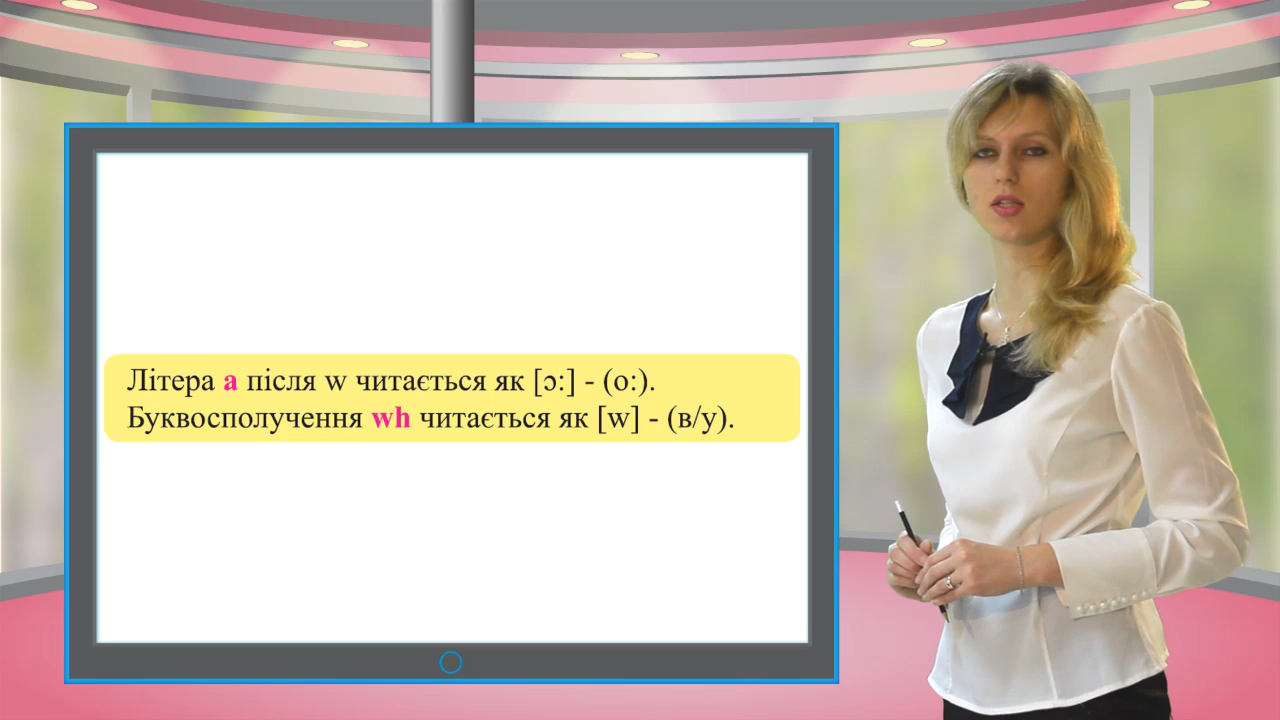 Літера а після w читається як [ɔ:] - (о:).
Буквосполучення wh читається як [w] - (в/у).